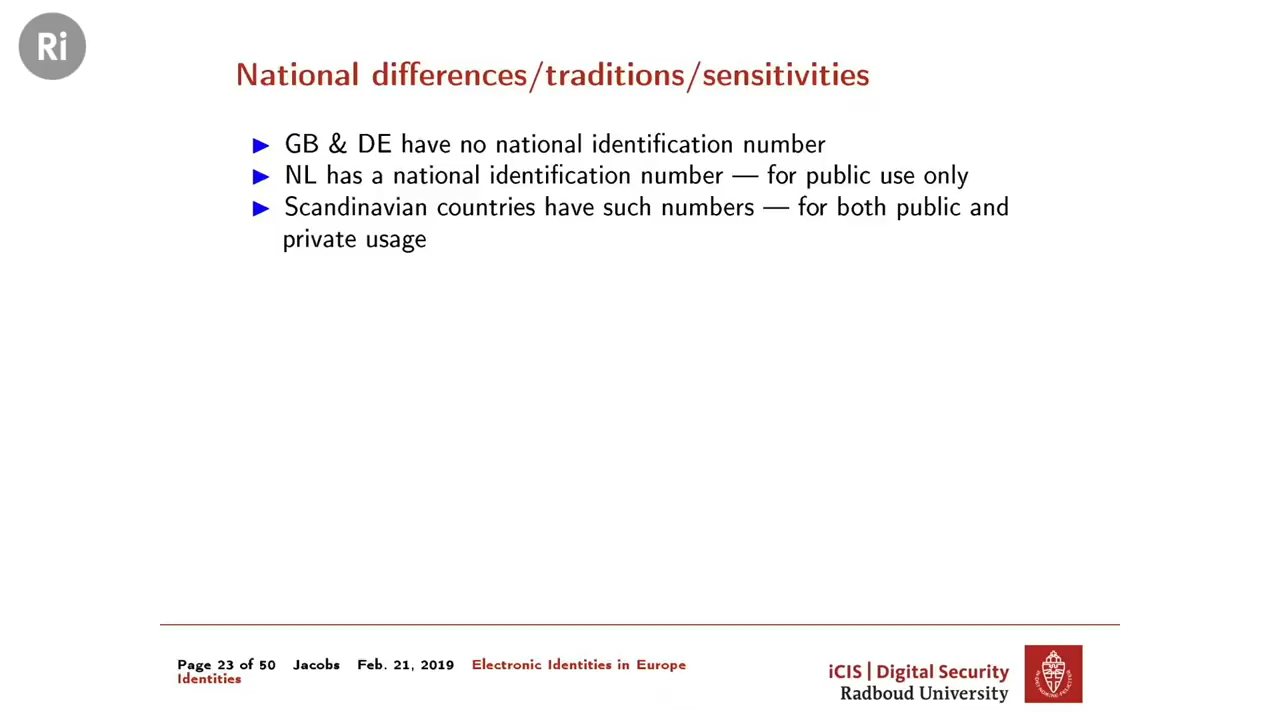 Ri
National differences/traditions/sensitivities
▶ GB & DE have no national identification number
▶ NL has a national identification number — for public use only
▶ Scandinavian countries have such numbers — for both public and
private usage
Page 23 of 50 Jacobs Feb. 21, 2019 Electronic Identities in Europe
Identities
iCIS | Digital Security
Radboud University